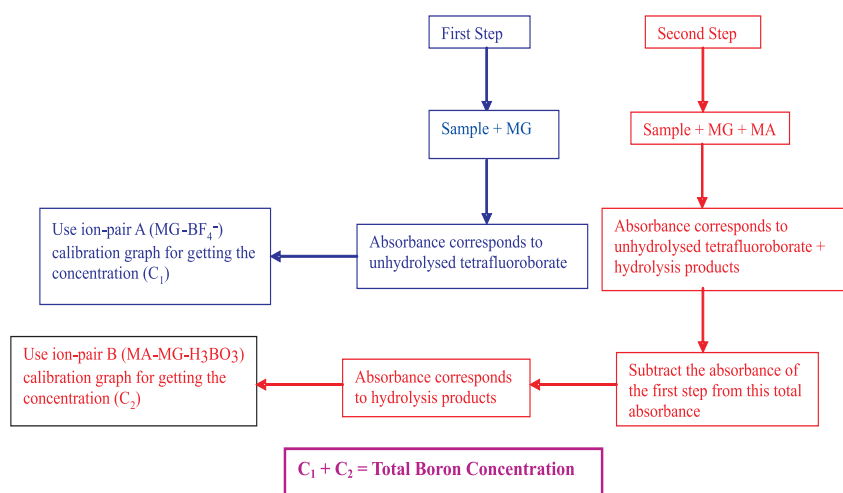 First Step
Second Step
Sample + MG
Sample + MG + MA
Use ion-pair A (MG-BF₄⁻)
calibration graph for getting the
concentration (C₁)
Absorbance corresponds to
unhydrolysed tetrafluoroborate
Absorbance corresponds to
unhydrolysed tetrafluoroborate +
hydrolysis products
Use ion-pair B (MA-MG-H3BO3)
calibration graph for getting the
concentration (C₂)
Absorbance corresponds
to hydrolysis products
Subtract the absorbance of
the first step from this total
absorbance
C₁ + C₂ = Total Boron Concentration